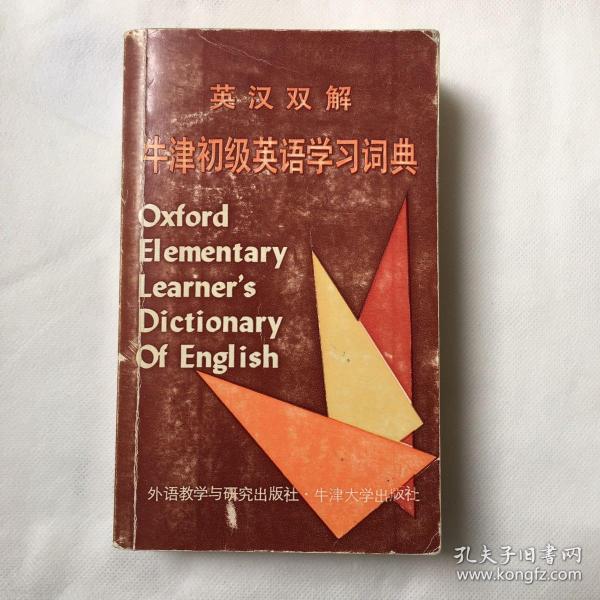 英汉双解
牛津初级英语学习词典
Oxford
Elementary
Learner's
Dictionary
Of English
外语教学与研究出版社·牛津大学出版社
孔夫子旧书网
www.kongfz.com